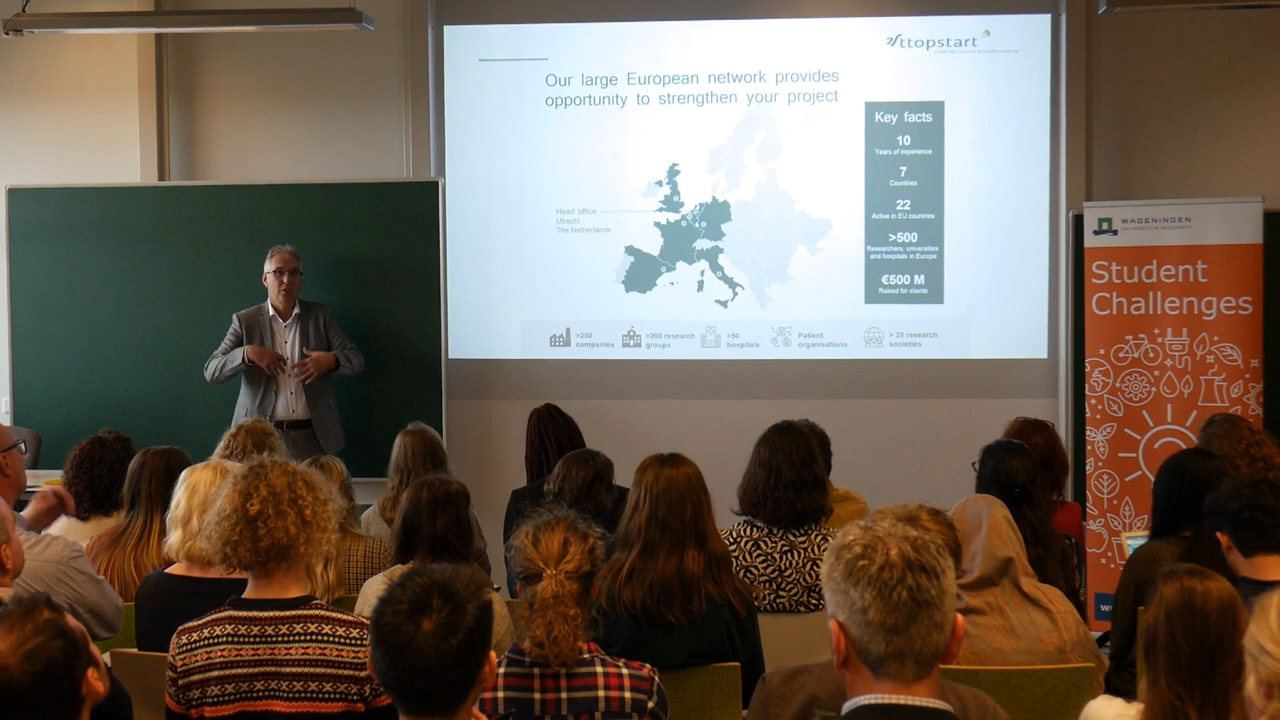 ttopstart
Our large European network provides
opportunity to strengthen your project
Key facts
10
Years of experience
7
Countries
22
Active in EU countries
>500
Researchers, universities
and hospitals in Europe
€500 M
Raised for clients
Head office
Utrecht
The Netherlands
>250
companies
>200 research
groups
>50
hospitals
Patient
organisations
> 25 research
societies
WAGENINGEN
UNIVERSITY & RESEARCH
Student
Challenges